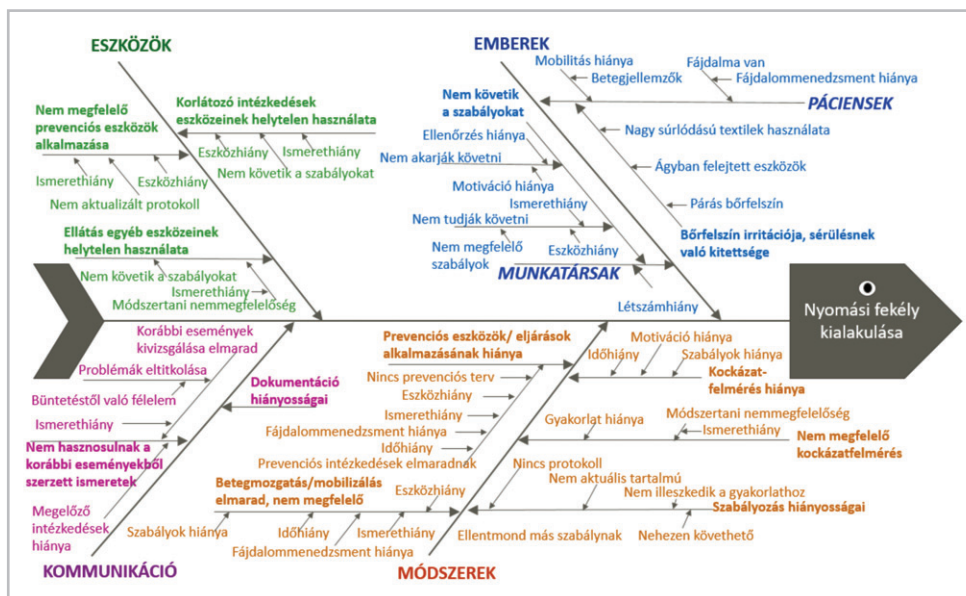 ESZKÖZÖK
Nem megfelelő
prevenciós eszközök
alkalmazása
Ismerethiány
Eszközhiány
Nem aktualizált protokoll
Korlátozó intézkedések
eszközeinek helytelen használata
Eszközhiány
Ismerethiány
Nem követik a szabályokat
Ellátás egyéb eszközeinek
helytelen használata
Nem követik a szabályokat
Ismerethiány
Módszertani nemmegfelelőség
EMBEREK
Mobilitás hiánya
Betegjellemzők
Fájdalma van
Fájdalommenedzsment hiánya
PÁCIENSEK
Nem követik
a szabályokat
Ellenőrzés hiánya
Nem akarják követni
Motiváció hiánya
Ismerethiány
Nem tudják követni
Nem megfelelő
szabályok
Eszközhiány
MUNKATÁRSAK
Létszámhiány
Nagy súrlódású textilek használata
Ágyban felejtett eszközök
Párás bőrfelszín
Bőrfelszín irritációja, sérülésnek
való kitettsége
Nyomási fekély
kialakulása
Korábbi események
kivizsgálása elmarad
Problémák eltitkolása
Büntetéstől való félelem
Ismerethiány
Dokumentáció
hiányosságai
Nem hasznosulnak a
korábbi eseményekből
szerzett ismeretek
Megelőző
intézkedések
hiánya
KOMMUNIKÁCIÓ
Prevenciós eszközök/ eljárások
alkalmazásának hiánya
Nincs prevenciós terv
Eszközhiány
Ismerethiány
Fájdalommenedzsment hiánya
Időhiány
Prevenciós intézkedések elmaradnak
Betegmozgatás/mobilizálás
elmarad, nem megfelelő
Eszközhiány
Szabályok hiánya
Időhiány
Ismerethiány
Fájdalommenedzsment hiánya
MÓDSZEREK
Motiváció hiánya
Időhiány
Szabályok hiánya
Kockázat-
felmérés hiánya
Gyakorlat hiánya
Módszertani nemmegfelelőség
Ismerethiány
Nem megfelelő
kockázatfelmérés
Nincs protokoll
Nem aktuális tartalmú
Nem illeszkedik a gyakorlathoz
Szabályozás hiányosságai
Ellentmond más szabálynak
Nehezen követhető